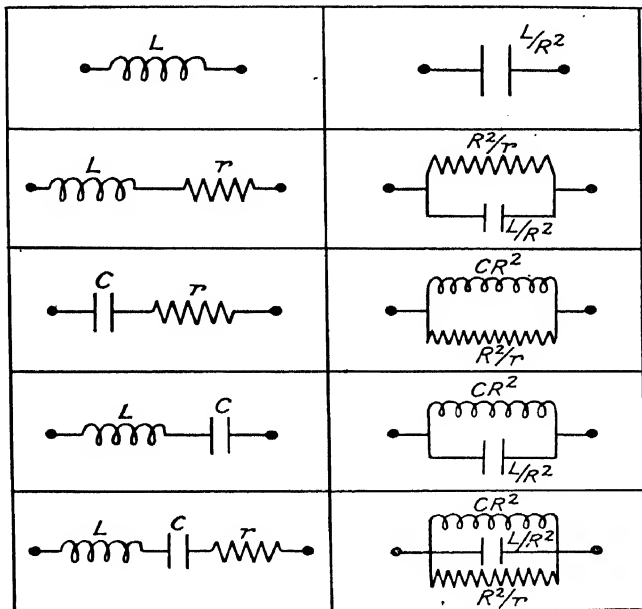 L
L/R²
L r
R²/r
L/R²
C r
CR²
R²/r
L C
CR²
L/R²
L C r
CR²
L/R²
R²/r